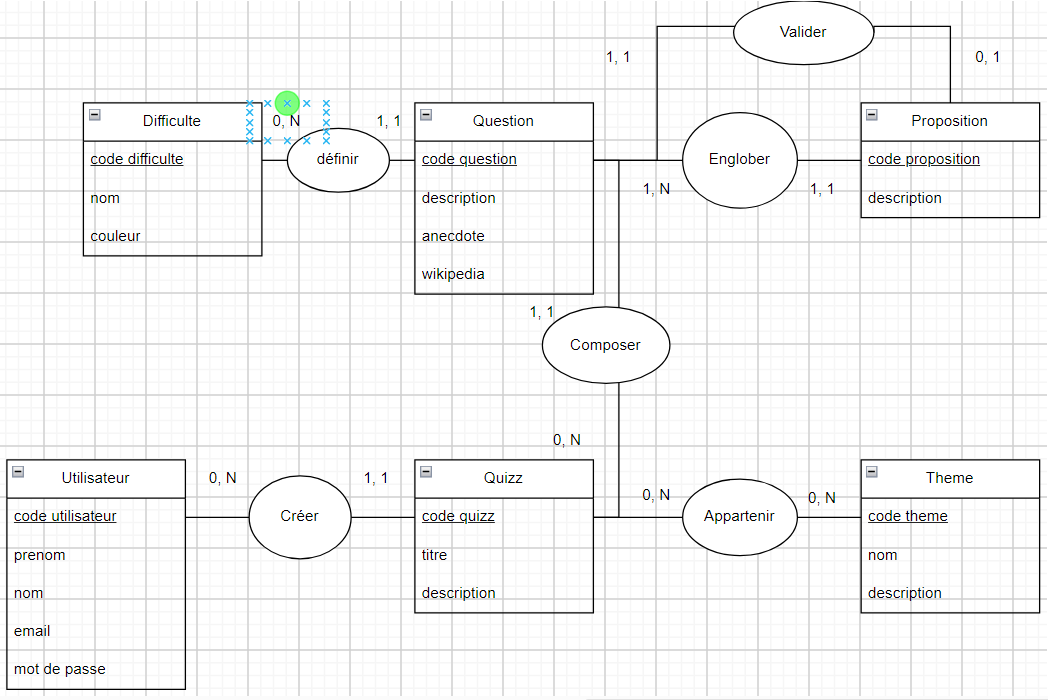 Valider
1, 1
0, 1
Difficulte
code difficulte
nom
couleur
0, N
définir
1, 1
Question
code question
description
anecdote
wikipedia
1, N
Englober
1, 1
Proposition
code proposition
description
1, 1
Composer
0, N
Utilisateur
code utilisateur
prenom
nom
email
mot de passe
0, N
Créer
1, 1
Quizz
code quizz
titre
description
0, N
Appartenir
0, N
Theme
code theme
nom
description